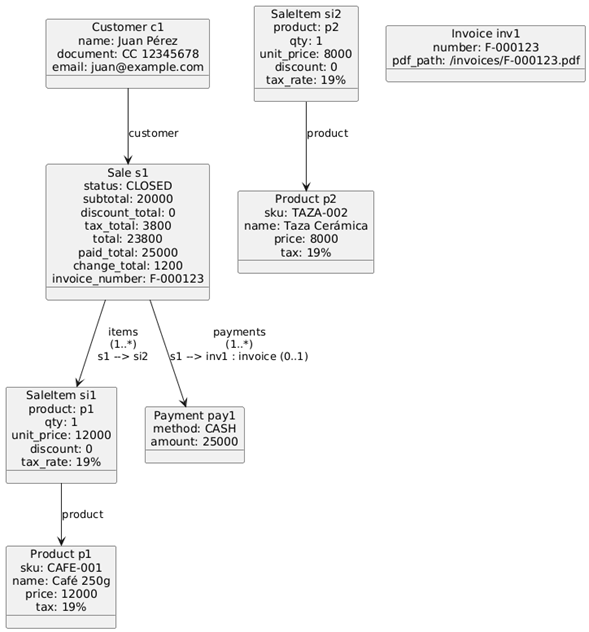 Customer c1
name: Juan Pérez
document: CC 12345678
email: juan@example.com
SaleItem si2
product: p2
qty: 1
unit_price: 8000
discount: 0
tax_rate: 19%
Invoice inv1
number: F-000123
pdf_path: /invoices/F-000123.pdf
customer
product
Sale s1
status: CLOSED
subtotal: 20000
discount_total: 0
tax_total: 3800
total: 23800
paid_total: 25000
change_total: 1200
invoice_number: F-000123
Product p2
sku: TAZA-002
name: Taza Cerámica
price: 8000
tax: 19%
items
(1..*)
s1 --> si2
payments
(1..*)
s1 --> inv1 : invoice (0..1)
SaleItem si1
product: p1
qty: 1
unit_price: 12000
discount: 0
tax_rate: 19%
Payment pay1
method: CASH
amount: 25000
product
Product p1
sku: CAFE-001
name: Café 250g
price: 12000
tax: 19%